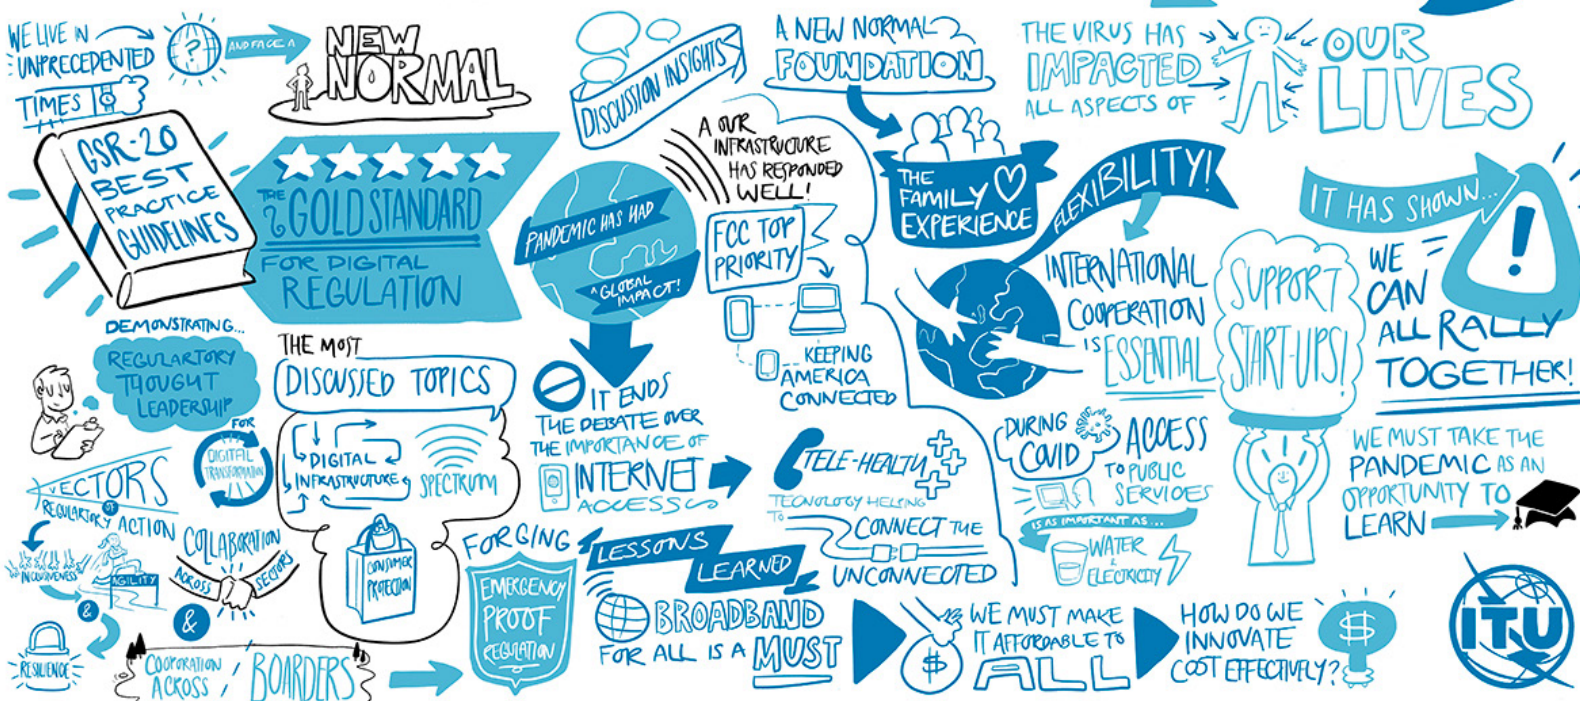 WE LIVE IN
UNPRECEDENTED
TIMES
?
AND FACE A
NEW
NORMAL
GSR-20
BEST
PRACTICE
GUIDELINES
THE
GOLD STANDARD
FOR DIGITAL
REGULATION
DEMONSTRATING...
REGULARTORY
THOUGHT
LEADERSHIP
FOR
DIGITAL
TRANSFORMATION
VECTORS
OF
REGULARTORY ACTION
INCLUSIVENESS
AGILITY
&
RESILIENCE
COLLABORATION
ACROSS
SECTORS
&
COOPORATION
ACROSS
BOARDERS
THE MOST
DISCUSSED TOPICS
DIGITAL
INFRASTRUCTURE
SPECTRUM
CONSUMER
PROTECTION
FORGING
EMERGENCY
PROOF
REGULATION
DISCUSSION INSIGHTS
PANDEMIC HAS HAD
A GLOBAL
IMPACT!
IT ENDS
THE DEBATE OVER
THE IMPORTANCE OF
INTERNET
ACCESS
A OUR
INFRASTRUCTURE
HAS RESPONDED
WELL!
FCC TOP
PRIORITY
KEEPING
AMERICA
CONNECTED
TELE-HEALTH
TECNOLOGY HELPING
TO
CONNECT THE
UNCONNECTED
LESSONS
LEARNED
BROADBAND
FOR ALL IS A MUST
$
WE MUST MAKE
IT AFFORDABLE TO
ALL
HOW DO WE
INNOVATE
COST EFFECTIVELY?
$
A NEW NORMAL
FOUNDATION
THE
FAMILY
EXPERIENCE
FLEXIBILITY!
INTERNATIONAL
COOPERATION
IS ESSENTIAL
DURING
COVID
ACCESS
TO PUBLIC
SERVICES
IS AS IMPORTANT AS...
WATER
&
ELECTRICITY
THE VIRUS HAS
IMPACTED
ALL ASPECTS OF
OUR
LIVES
SUPPORT
START-UPS!
IT HAS SHOWN...
!
WE
CAN
ALL RALLY
TOGETHER!
WE MUST TAKE THE
PANDEMIC AS AN
OPPORTUNITY TO
LEARN
ITU